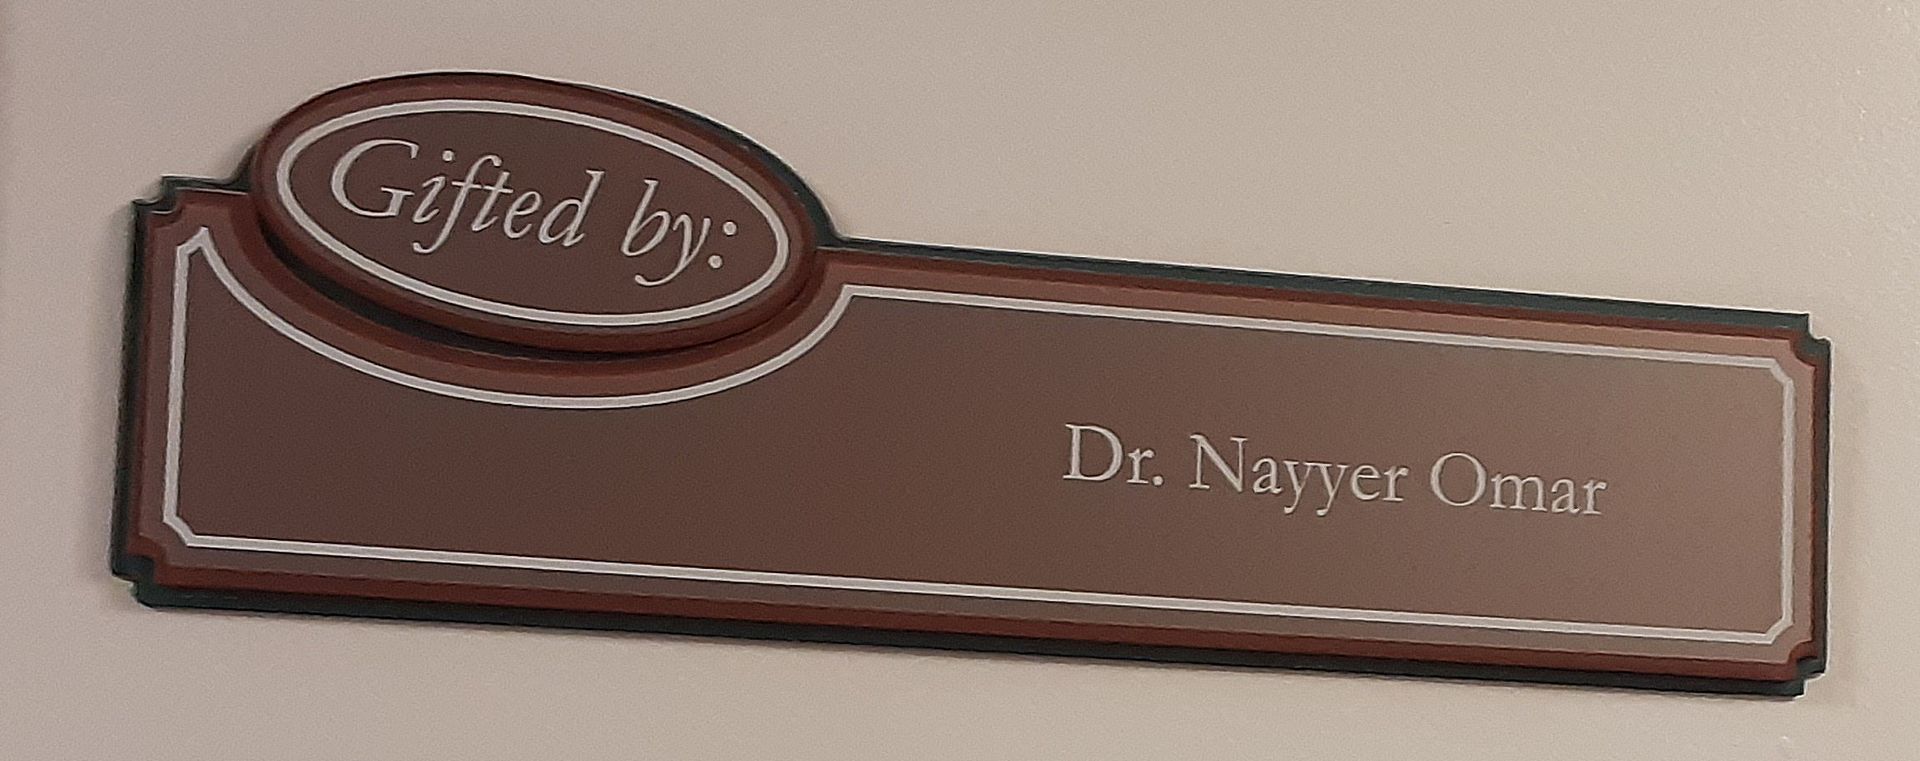 Gifted by:
Dr. Nayyer Omar